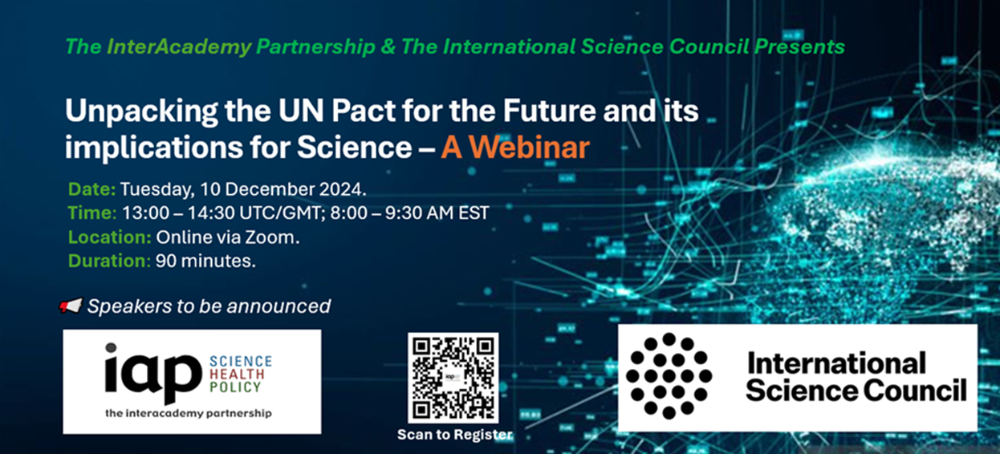 The InterAcademy Partnership & The International Science Council Presents
Unpacking the UN Pact for the Future and its
implications for Science – A Webinar
Date: Tuesday, 10 December 2024.
Time: 13:00 – 14:30 UTC/GMT; 8:00 – 9:30 AM EST
Location: Online via Zoom.
Duration: 90 minutes.
Speakers to be announced
iap SCIENCE
HEALTH
POLICY
the interacademy partnership
iap
Scan to Register
International
Science Council